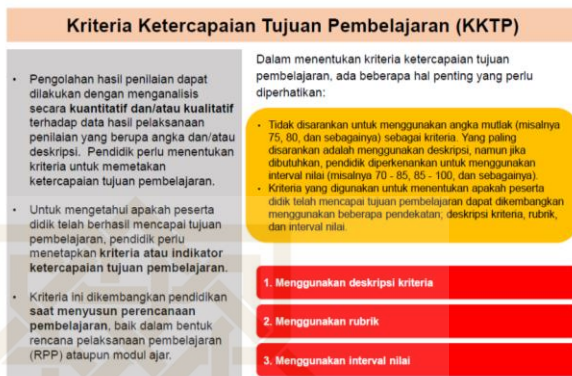 Kriteria Ketercapaian Tujuan Pembelajaran (KKTP)
• Pengolahan hasil penilaian dapat
dilakukan dengan menganalisis
secara kuantitatif dan/atau kualitatif
terhadap data hasil pelaksanaan
penilaian yang berupa angka dan/atau
deskripsi. Pendidik perlu menentukan
kriteria untuk memetakan
ketercapaian tujuan pembelajaran.
• Untuk mengetahui apakah peserta
didik telah berhasil mencapai tujuan
pembelajaran, pendidik perlu
menetapkan kriteria atau indikator
ketercapaian tujuan pembelajaran.
• Kriteria ini dikembangkan pendidikan
saat menyusun perencanaan
pembelajaran, baik dalam bentuk
rencana pelaksanaan pembelajaran
(RPP) ataupun modul ajar.
Dalam menentukan kriteria ketercapaian tujuan
pembelajaran, ada beberapa hal penting yang perlu
diperhatikan:
• Tidak disarankan untuk menggunakan angka mutlak (misalnya
75, 80, dan sebagainya) sebagai kriteria. Yang paling
disarankan adalah menggunakan deskripsi, namun jika
dibutuhkan, pendidik diperkenankan untuk menggunakan
interval nilai (misalnya 70 - 85, 85 - 100, dan sebagainya).
• Kriteria yang digunakan untuk menentukan apakah peserta
didik telah mencapai tujuan pembelajaran dapat dikembangkan
menggunakan beberapa pendekatan; deskripsi kriteria, rubrik,
dan interval nilai.
1. Menggunakan deskripsi kriteria
2. Menggunakan rubrik
3. Menggunakan interval nilai